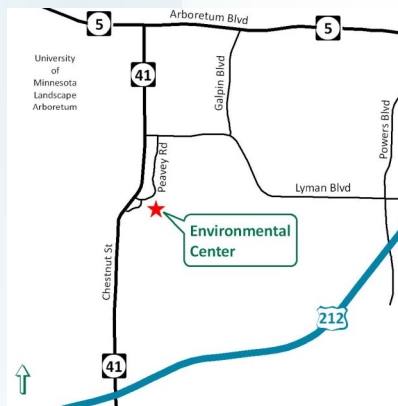 Arboretum Blvd
5
5
41
University
of
Minnesota
Landscape
Arboretum
Galpin Blvd
Powers Blvd
Peavey Rd
Lyman Blvd
Environmental
Center
Chestnut St
212
41